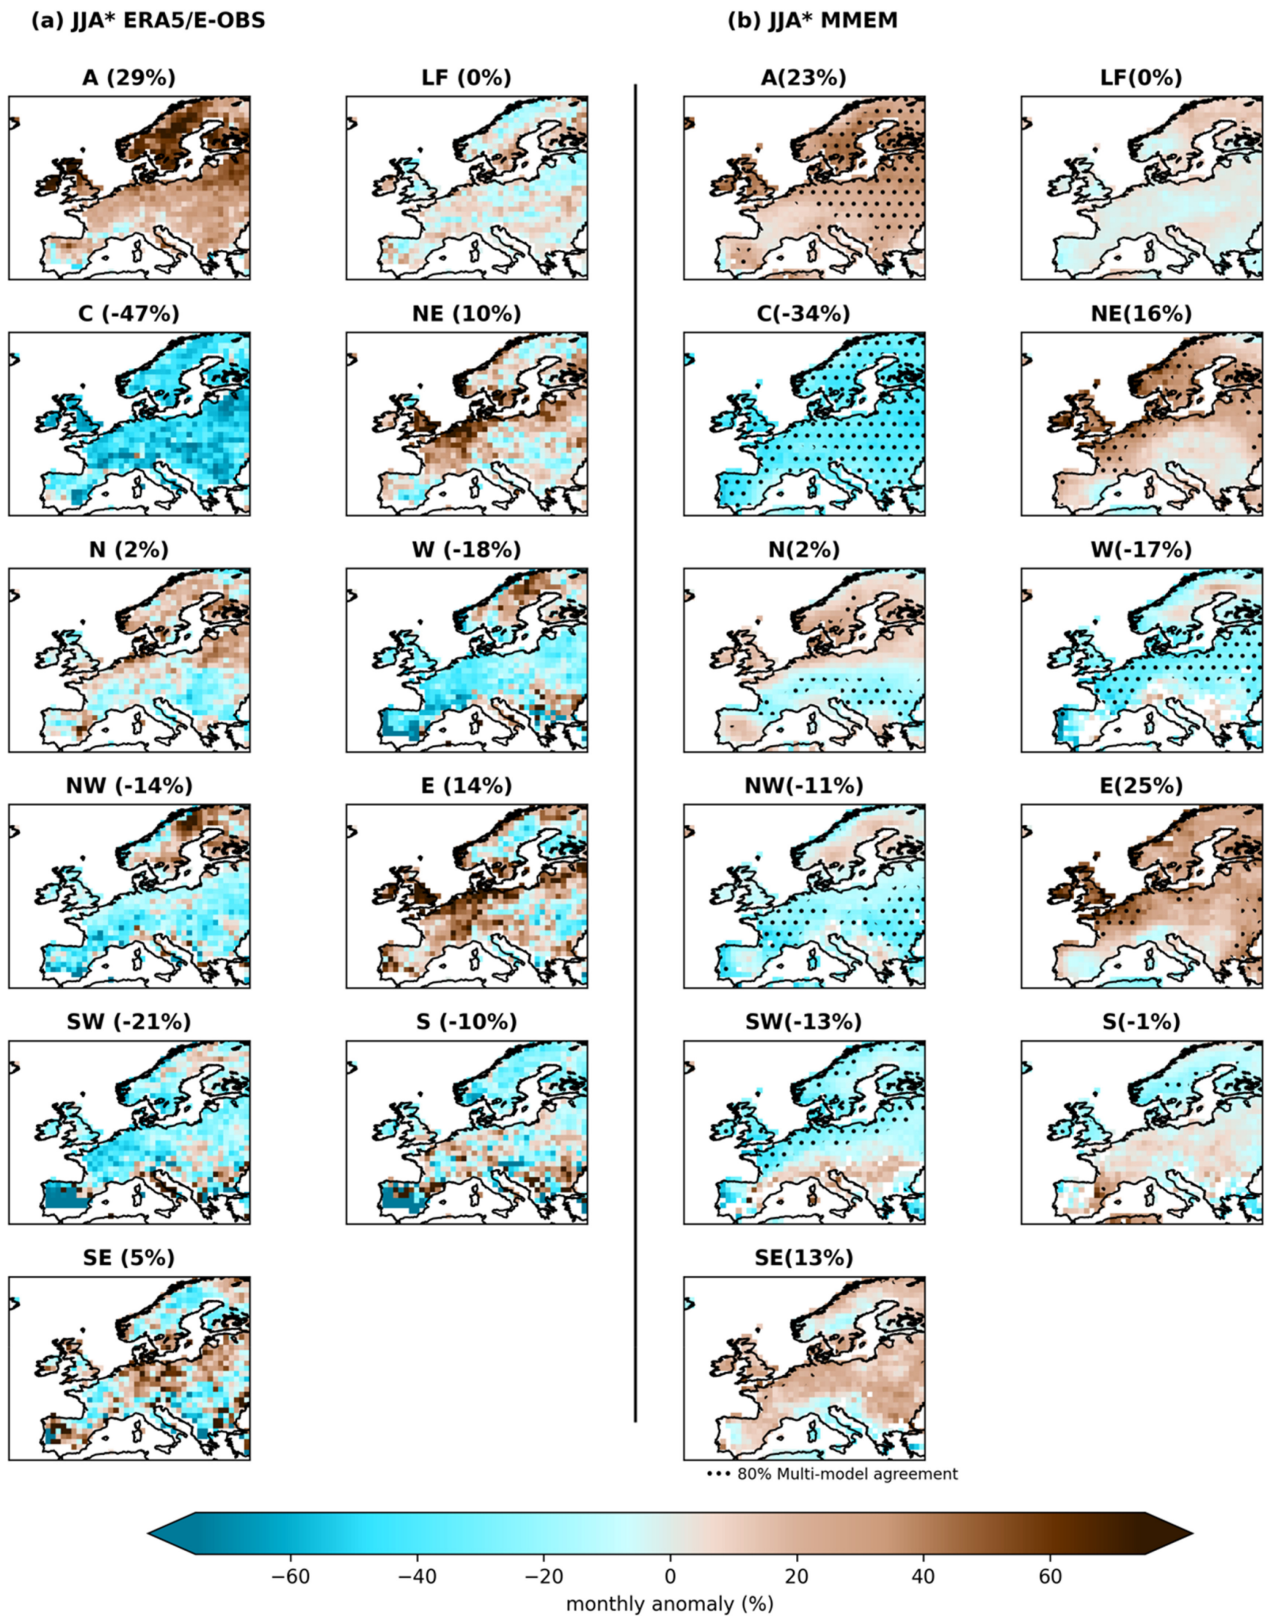 (a) JJA* ERA5/E-OBS
(b) JJA* MMEM
A (29%)
LF (0%)
A(23%)
LF(0%)
C (-47%)
NE (10%)
C(-34%)
NE(16%)
N (2%)
W (-18%)
N(2%)
W(-17%)
NW (-14%)
E (14%)
NW(-11%)
E(25%)
SW (-21%)
S (-10%)
SW(-13%)
S(-1%)
SE (5%)
SE(13%)
80% Multi-model agreement
−60 −40 −20 0 20 40 60
monthly anomaly (%)